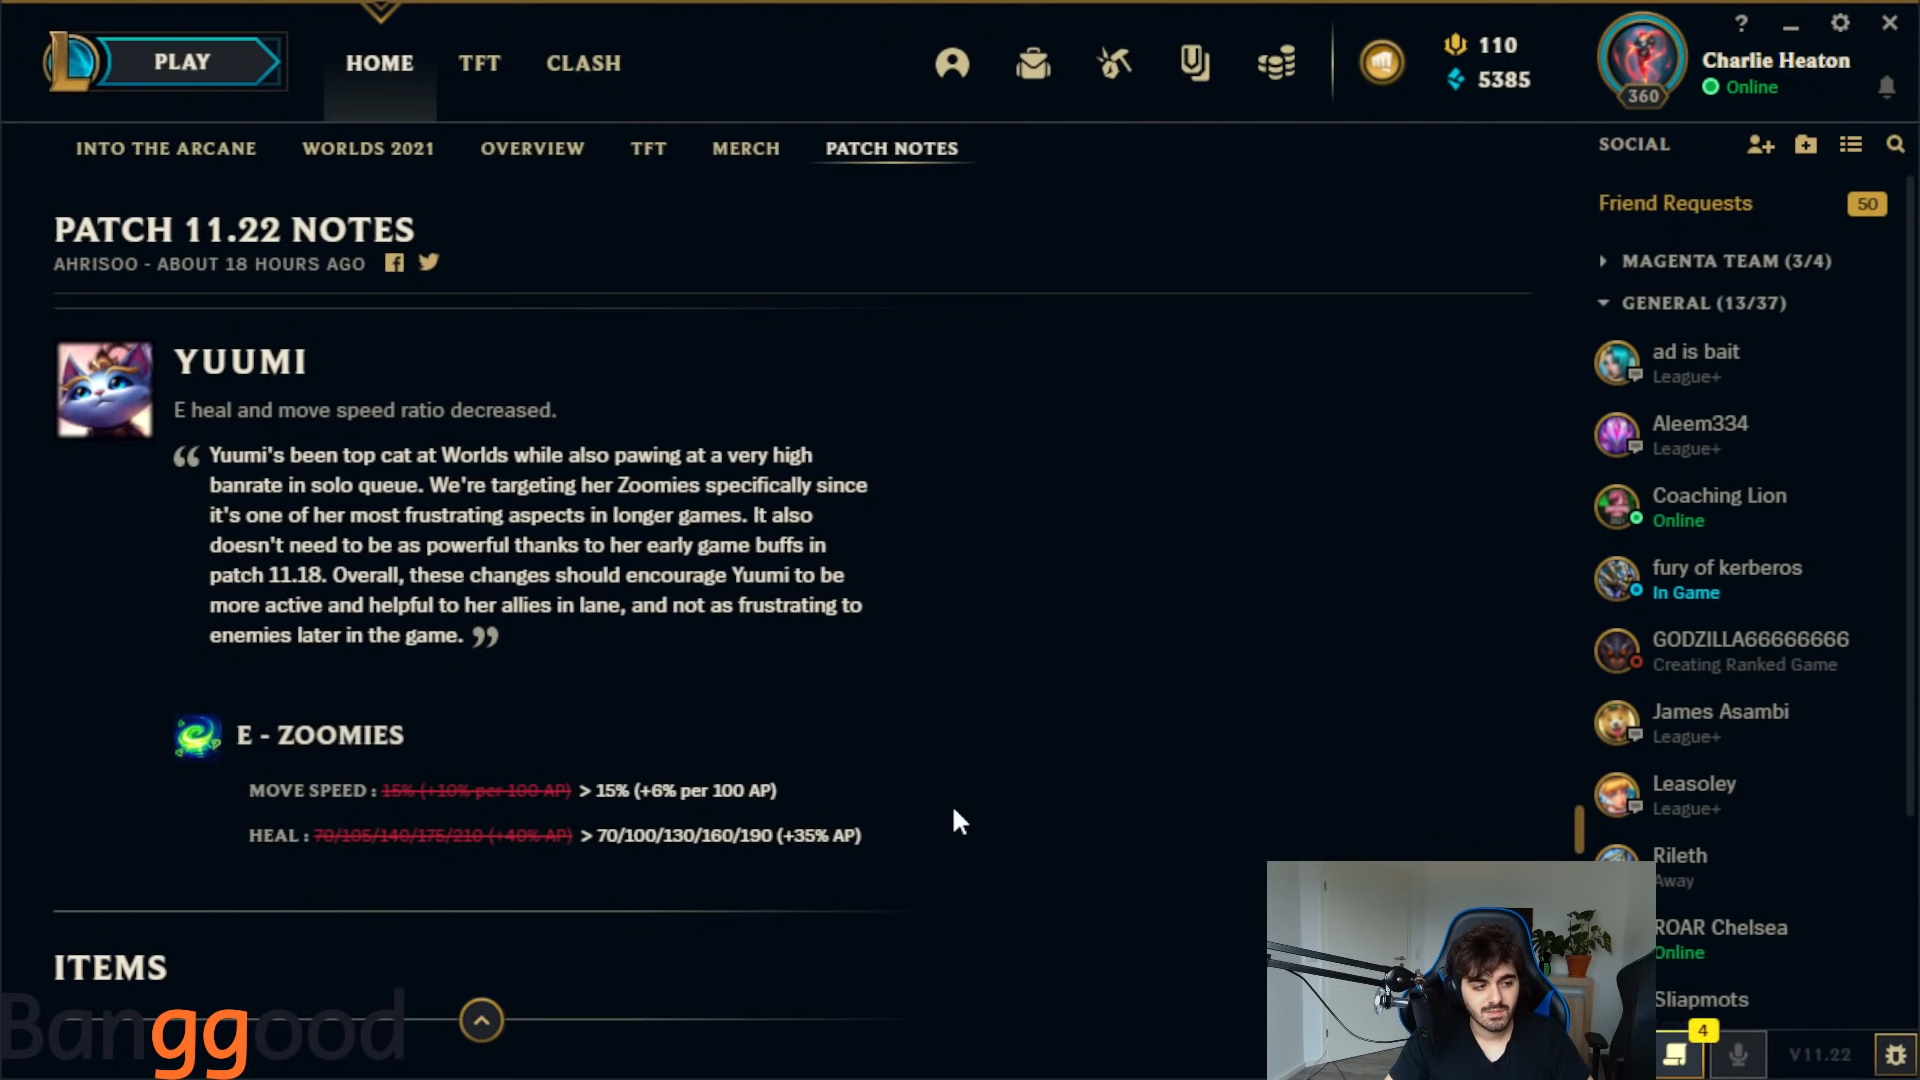 PLAY
HOME
TFT
CLASH
110
5385
?
360
Charlie Heaton
Online
INTO THE ARCANE
WORLDS 2021
OVERVIEW
TFT
MERCH
PATCH NOTES
SOCIAL
PATCH 11.22 NOTES
AHRISOO - ABOUT 18 HOURS AGO
YUUMI
E heal and move speed ratio decreased.
Yuumi's been top cat at Worlds while also pawing at a very high
banrate in solo queue. We're targeting her Zoomies specifically since
it's one of her most frustrating aspects in longer games. It also
doesn't need to be as powerful thanks to her early game buffs in
patch 11.18. Overall, these changes should encourage Yuumi to be
more active and helpful to her allies in lane, and not as frustrating to
enemies later in the game.
E - ZOOMIES
MOVE SPEED : 15% (+10% per 100 AP) > 15% (+6% per 100 AP)
HEAL : 70/105/140/175/210 (+40% AP) > 70/100/130/160/190 (+35% AP)
ITEMS
Banggood
Friend Requests
50
MAGENTA TEAM (3/4)
GENERAL (13/37)
ad is bait
League+
Aleem334
League+
Coaching Lion
Online
fury of kerberos
In Game
GODZILLA66666666
Creating Ranked Game
James Asambi
League+
Leasoley
League+
Rileth
Away
ROAR Chelsea
Online
Sliapmots
4
V11.22